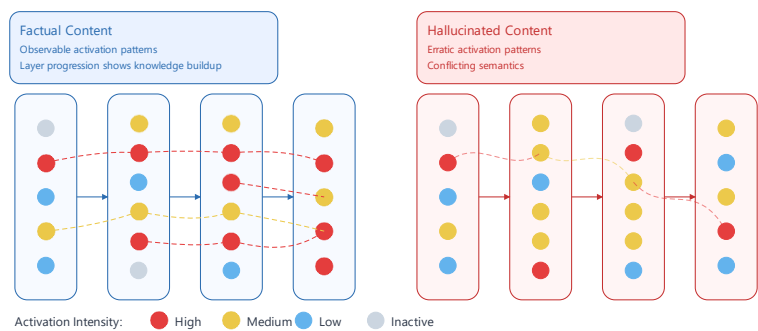 Factual Content
Observable activation patterns
Layer progression shows knowledge buildup
Hallucinated Content
Erratic activation patterns
Conflicting semantics
Activation Intensity: High Medium Low Inactive